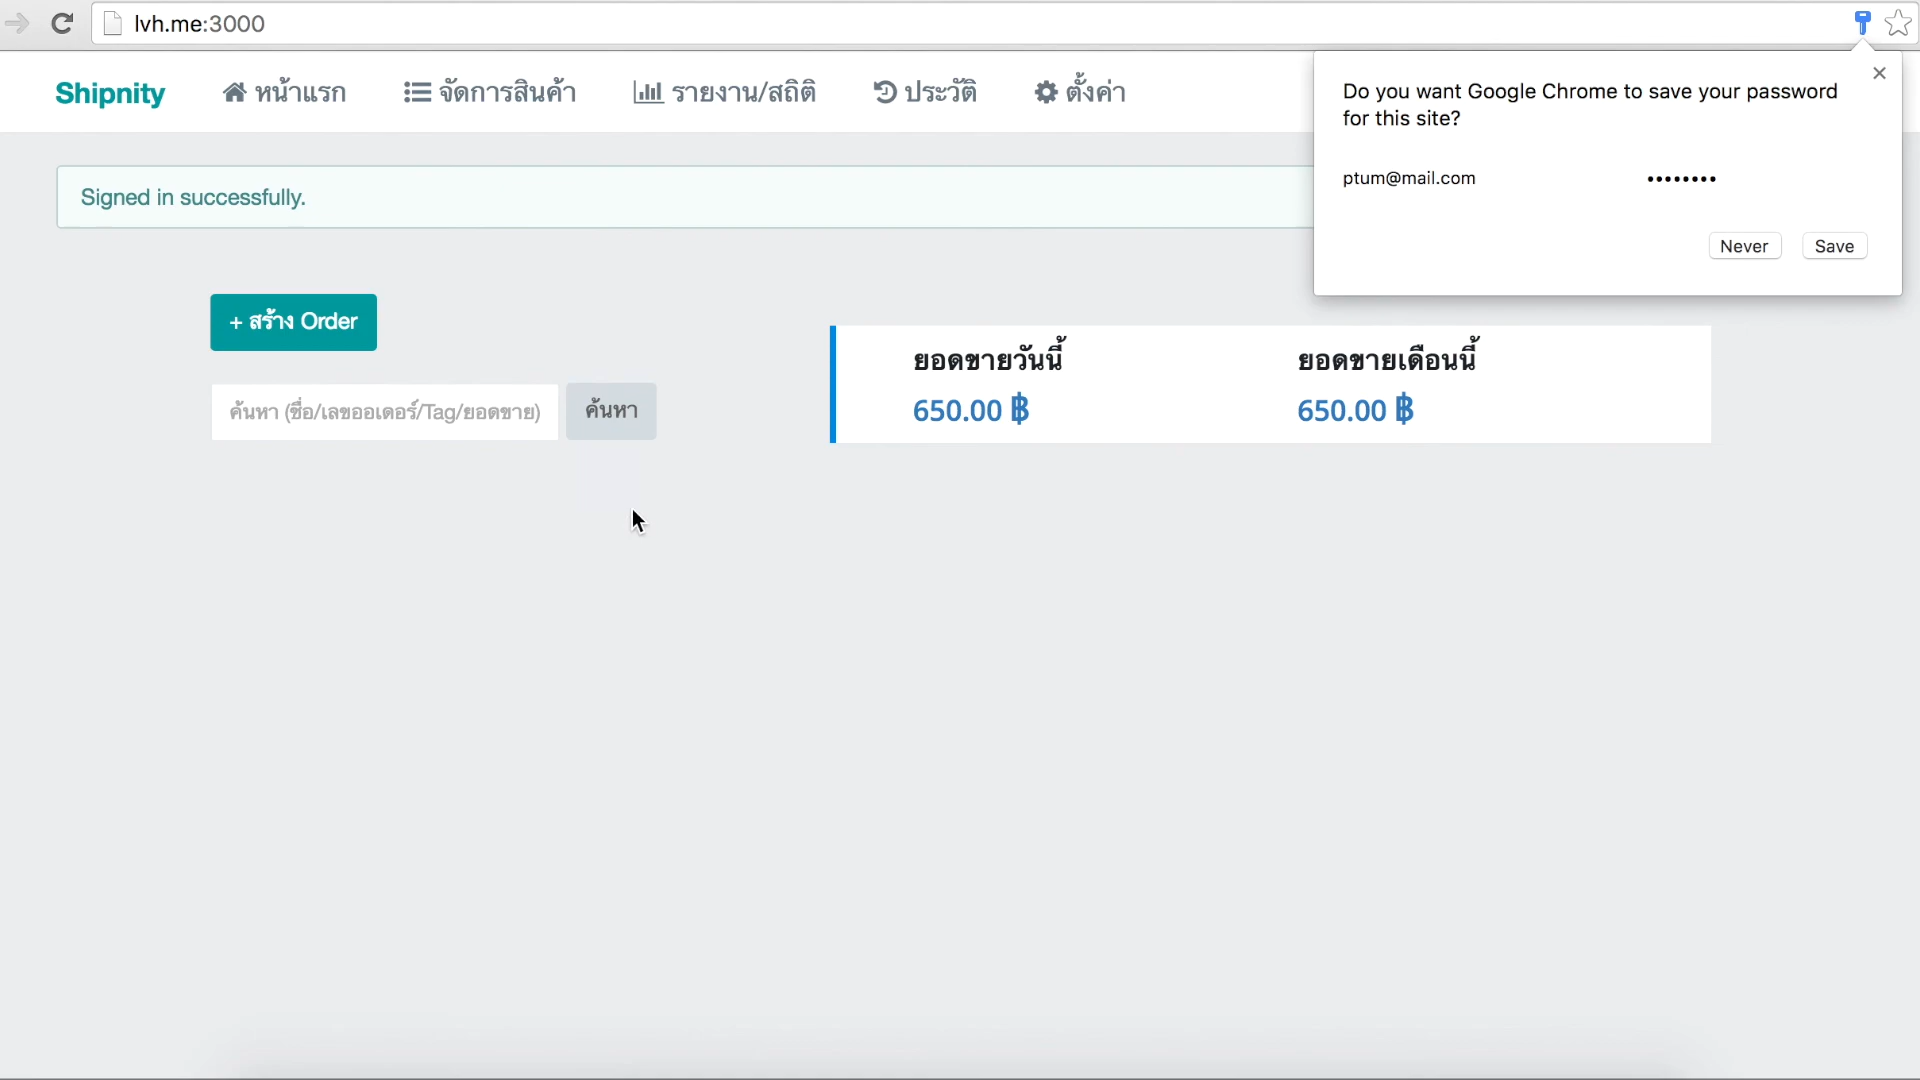 lvh.me:3000
Shipnity หน้าแรก จัดการสินค้า รายงาน/สถิติ ประวัติ ตั้งค่า
Do you want Google Chrome to save your password
for this site?
ptum@mail.com ••••••••
Never Save
Signed in successfully.
+ สร้าง Order
ค้นหา (ชื่อ/เลขออเดอร์/Tag/ยอดขาย) ค้นหา
ยอดขายวันนี้ ยอดขายเดือนนี้
650.00 ฿ 650.00 ฿